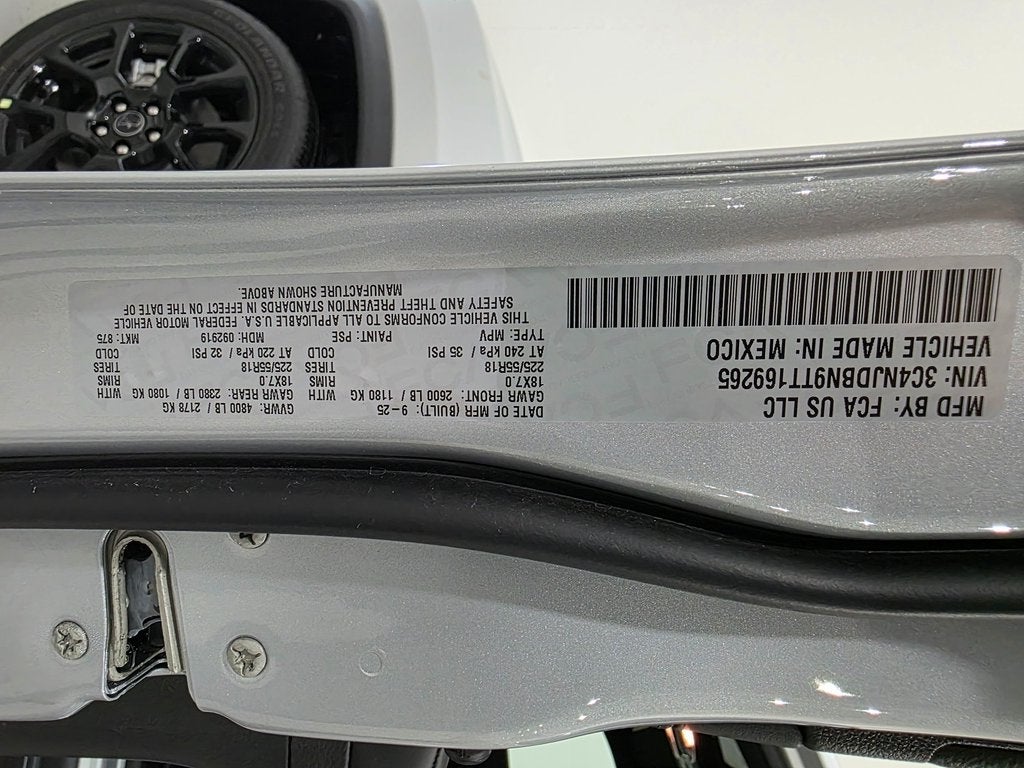 MFD BY: FCA US LLC
VIN: 3C4NJDBN9TT169265
VEHICLE MADE IN: MEXICO
DATE OF MFR (BUILT): 9-25
GVWR: 4800 LB / 2178 KG
GAWR FRONT: 2600 LB: 1180 KG WITH
GAWR REAR: 2380 LB: 1080 KG WITH
18X7.0 RIMS
18X7.0 RIMS
225/55R18 TIRES
225/55R18 TIRES
AT 240 kPa / 35 PSI COLD
AT 220 kPa / 32 PSI COLD
TYPE: MPV PAINT: PSE MDH: 092919 MKT: 875
THIS VEHICLE CONFORMS TO ALL APPLICABLE U.S.A. FEDERAL MOTOR VEHICLE
SAFETY AND THEFT PREVENTION STANDARDS IN EFFECT ON THE DATE OF
MANUFACTURE SHOWN ABOVE.